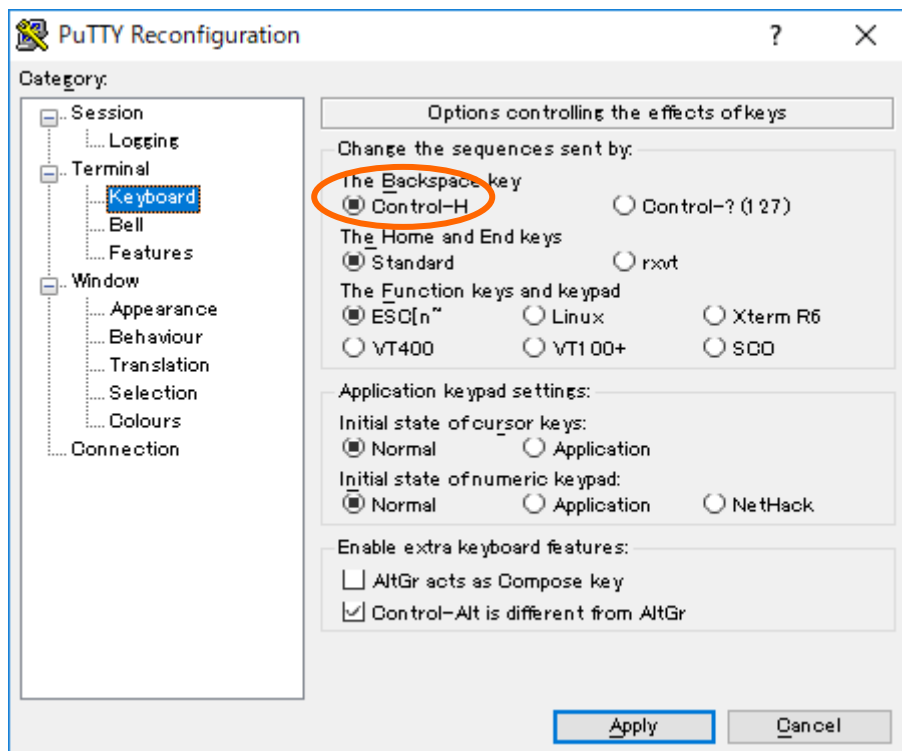 PuTTY Reconfiguration
?
Category:
Session
Logging
Terminal
Keyboard
Bell
Features
Window
Appearance
Behaviour
Translation
Selection
Colours
Connection
Options controlling the effects of keys
Change the sequences sent by:
The Backspace key
Control-H Control-? (127)
The Home and End keys
Standard rxvt
The Function keys and keypad
ESC[n~ Linux Xterm R6
VT400 VT100+ SCO
Application keypad settings:
Initial state of cursor keys:
Normal Application
Initial state of numeric keypad:
Normal Application NetHack
Enable extra keyboard features:
AltGr acts as Compose key
Control-Alt is different from AltGr
Apply Cancel